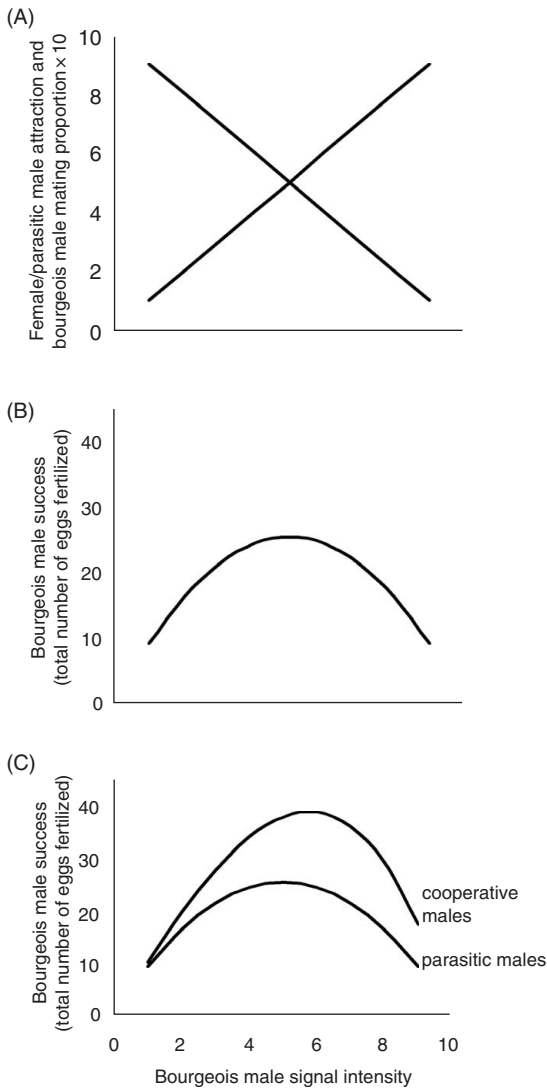 (A)
Female/parasitic male attraction and
bourgeois male mating proportion × 10
10
8
6
4
2
0
(B)
Bourgeois male success
(total number of eggs fertilized)
40
30
20
10
0
(C)
Bourgeois male success
(total number of eggs fertilized)
40
30
20
10
0
cooperative
males
parasitic males
0 2 4 6 8 10
Bourgeois male signal intensity